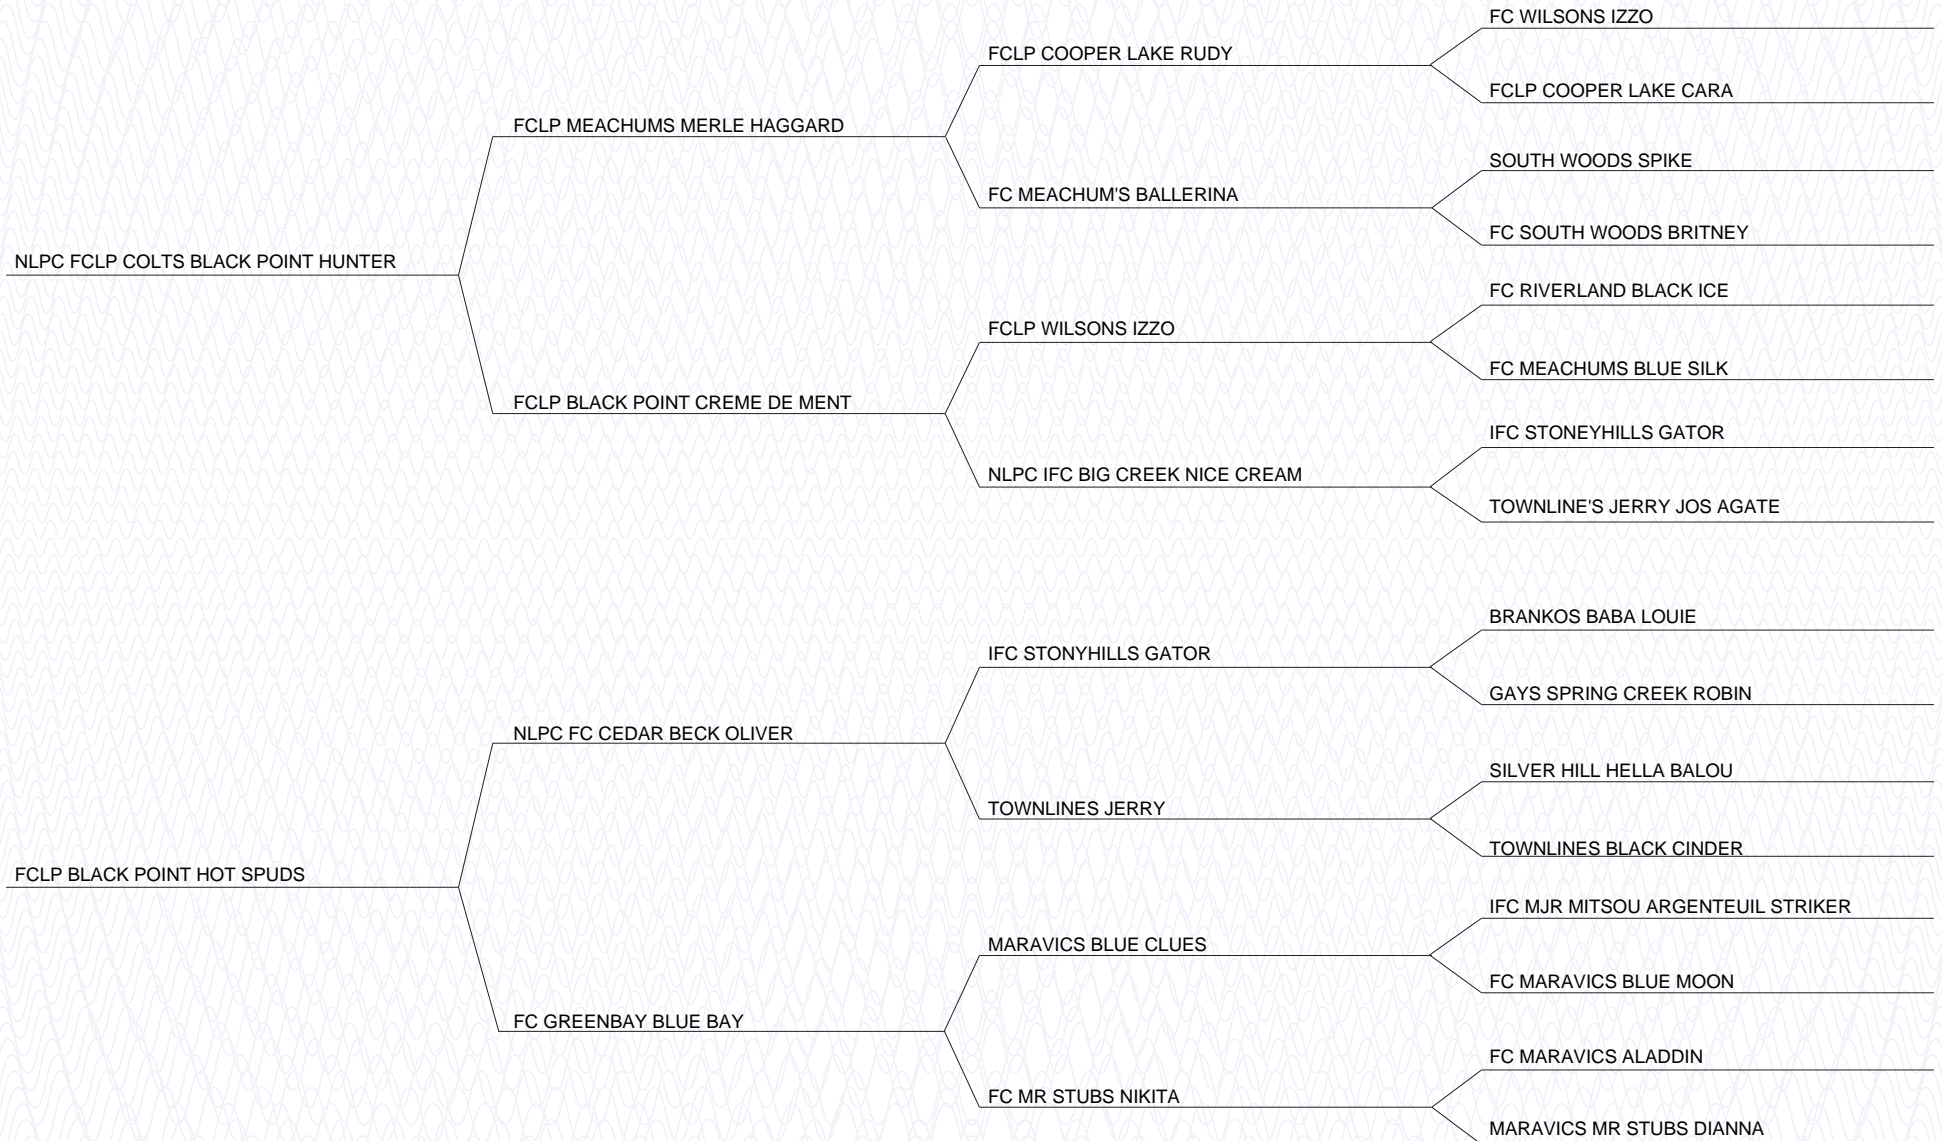 FC WILSONS IZZO
FCLP COOPER LAKE RUDY
FCLP COOPER LAKE CARA
FCLP MEACHUMS MERLE HAGGARD
SOUTH WOODS SPIKE
FC MEACHUM'S BALLERINA
FC SOUTH WOODS BRITNEY
NLPC FCLP COLTS BLACK POINT HUNTER
FC RIVERLAND BLACK ICE
FCLP WILSONS IZZO
FC MEACHUMS BLUE SILK
FCLP BLACK POINT CREME DE MENT
IFC STONEYHILLS GATOR
NLPC IFC BIG CREEK NICE CREAM
TOWNLINE'S JERRY JOS AGATE
BRANKOS BABA LOUIE
IFC STONYHILLS GATOR
GAYS SPRING CREEK ROBIN
NLPC FC CEDAR BECK OLIVER
SILVER HILL HELLA BALOU
TOWNLINES JERRY
TOWNLINES BLACK CINDER
FCLP BLACK POINT HOT SPUDS
IFC MJR MITSOU ARGENTEUIL STRIKER
MARAVICS BLUE CLUES
FC MARAVICS BLUE MOON
FC GREENBAY BLUE BAY
FC MARAVICS ALADDIN
FC MR STUBS NIKITA
MARAVICS MR STUBS DIANNA